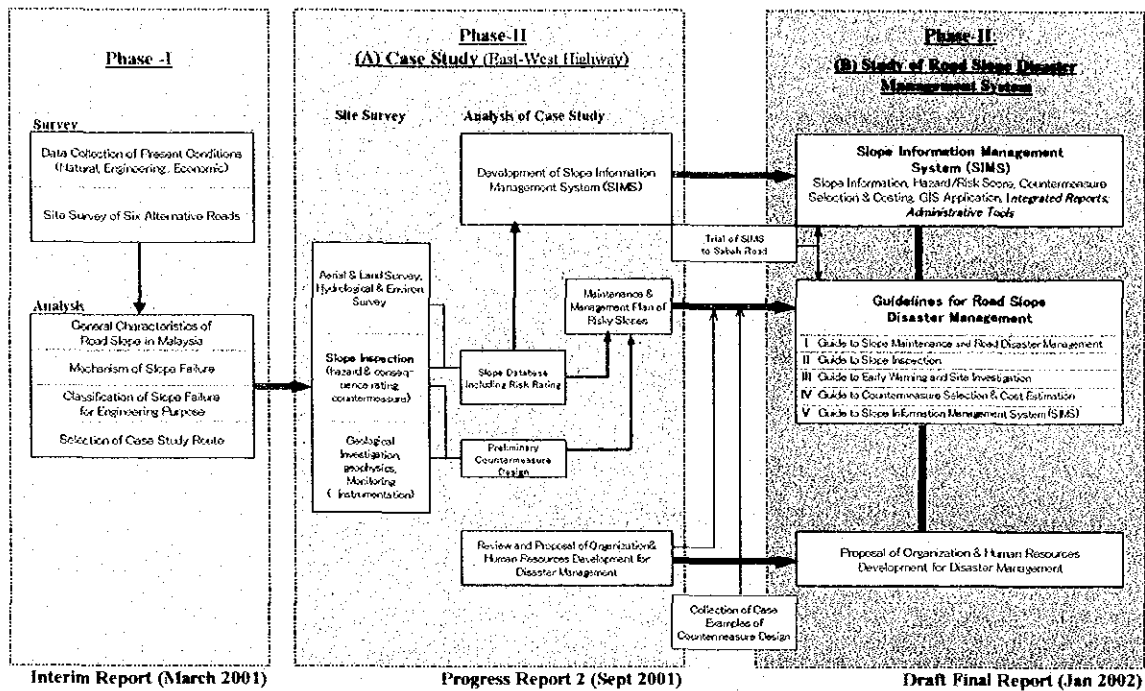 Phase -I
Survey
Data Collection of Present Conditions
(Natural, Engineering, Economic)
Site Survey of Six Alternative Roads
Analysis
General Characteristics of
Road Slope in Malaysia
Mechanism of Slope Failure
Classification of Slope Failure
for Engineering Purpose
Selection of Case Study Route
Interim Report (March 2001)
Phase-II
(A) Case Study (East-West Highway)
Site Survey
Aerial & Land Survey,
Hydrological & Environ
Survey
Slope Inspection
(hazard & conseq-
uence rating
countermeasure)
Geological
Investigation,
geophysics,
Monitoring
(Instrumentation)
Analysis of Case Study
Development of Slope Information
Management System (SIMS)
Slope Database
Including Risk Rating
Preliminary
Countermeasure
Design
Maintenance &
Management Plan of
Risky Slopes
Review and Proposal of Organization&
Human Resources Development for
Disaster Management
Trial of SIMS
to Sabah Road
Collection of Case
Examples of
Countermeasure Design
Progress Report 2 (Sept 2001)
Phase-II
(B) Study of Road Slope Disaster
Management System
Slope Information Management
System (SIMS)
Slope Information, Hazard/Risk Score, Countermeasure
Selection & Costing, GIS Application, Integrated Reports,
Administrative Tools
Guidelines for Road Slope
Disaster Management
I Guide to Slope Maintenance and Road Disaster Management
II Guide to Slope Inspection
III Guide to Early Warning and Site Investigation
IV Guide to Countermeasure Selection & Cost Estimation
V Guide to Slope Information Management System (SIMS)
Proposal of Organization & Human Resources
Development for Disaster Management
Draft Final Report (Jan 2002)